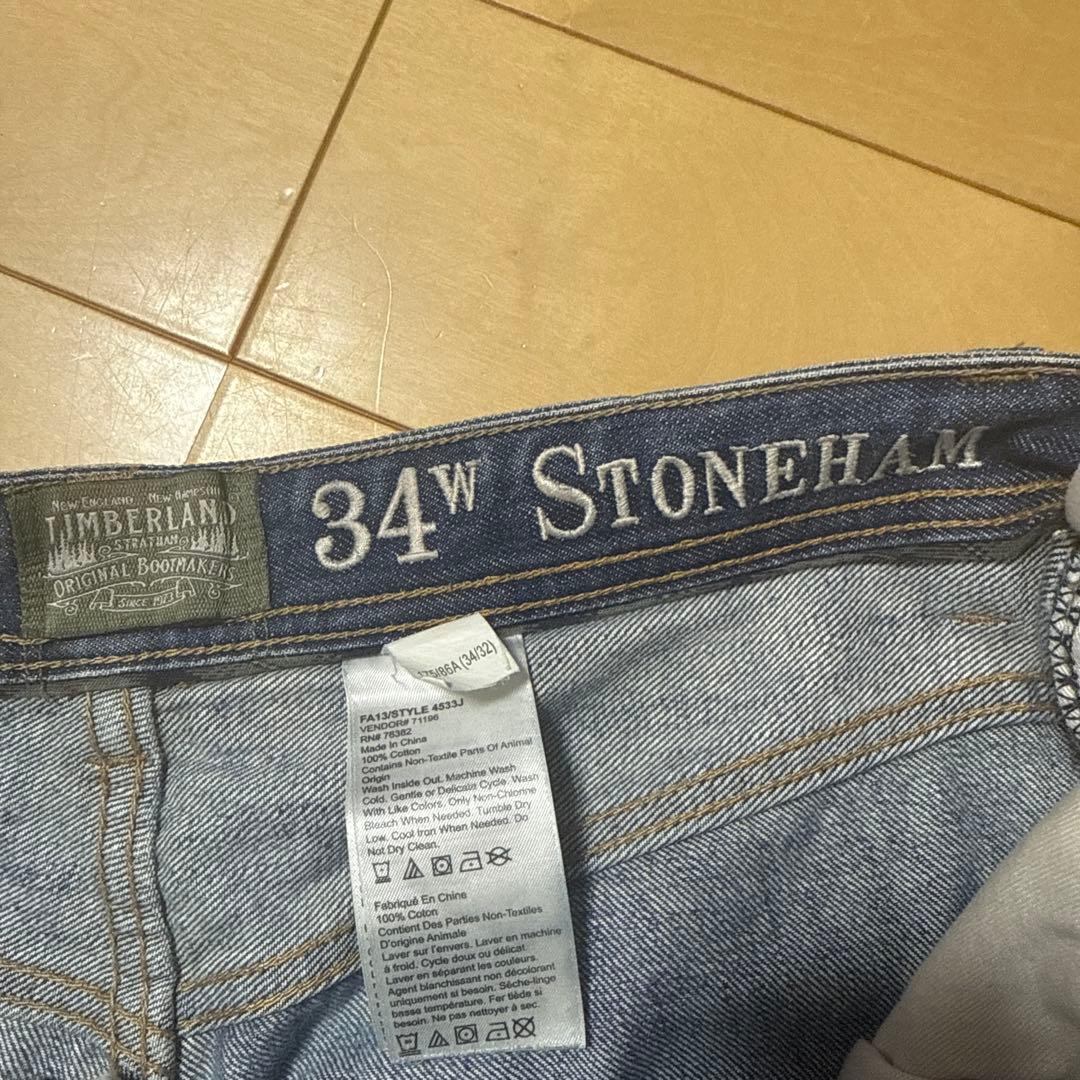 NEW ENGLAND NEW HAMPSHI
TIMBERLAND
STRATHAM
ORIGINAL BOOTMAKERS
SINCE 1973
34W STONEHAM
175/86A (34/32)
FA13/STYLE 4533J
VENDOR# 71196
RN# 76382
Made In China
100% Cotton
Contains Non-Textile Parts Of Animal
Origin
Wash Inside Out. Machine Wash
Cold. Gentle or Delicate Cycle. Wash
With Like Colors. Only Non-Chlorine
Bleach When Needed. Tumble Dry
Low. Cool Iron When Needed. Do
Not Dry Clean.
Fabriqué En Chine
100% Coton
Contient Des Parties Non-Textiles
D'origine Animale
Laver sur l'envers. Laver en machine
à froid. Cycle doux ou délicat.
Laver en séparant les couleurs.
Agent blanchissant non décolorant
uniquement si besoin. Sèche-linge
basse température. Fer tiède si
besoin. Ne pas nettoyer à sec.